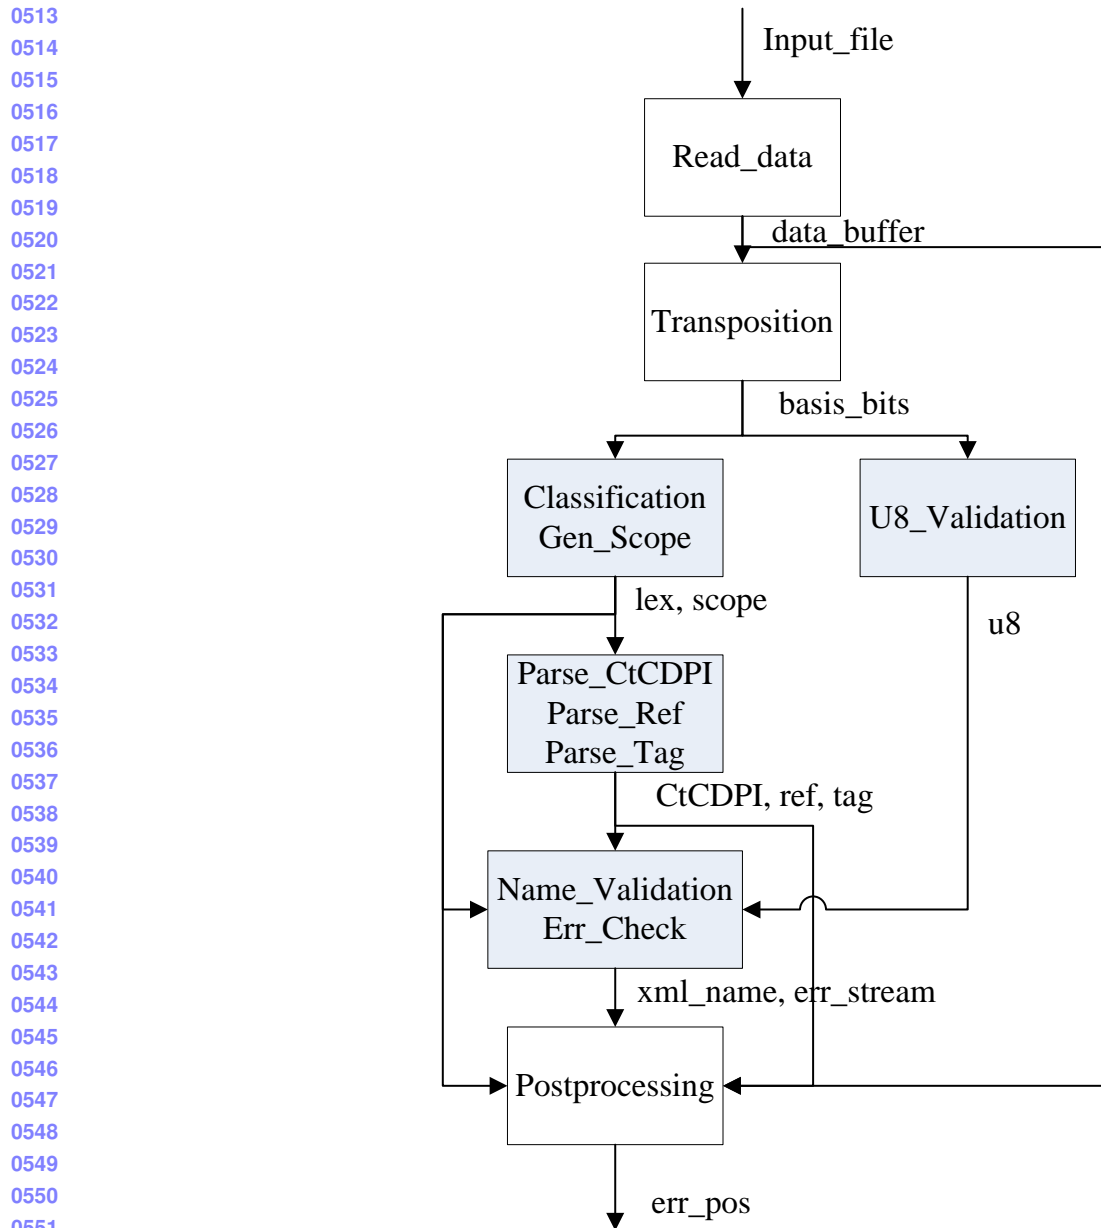 0513
0514
Input_file
0515
0516
0517
Read_data
0518
0519
0520
data_buffer
0521
0522
Transposition
0523
0524
0525
basis_bits
0526
0527
0528
Classification
U8_Validation
0529
Gen_Scope
0530
0531
lex, scope
0532
u8
0533
0534
Parse_CtCDPI
0535
Parse_Ref
0536
Parse_Tag
0537
0538
CtCDPI, ref, tag
0539
0540
Name_Validation
0541
Err_Check
0542
0543
0544
xml_name, err_stream
0545
0546
0547
Postprocessing
0548
0549
0550
err_pos
0551